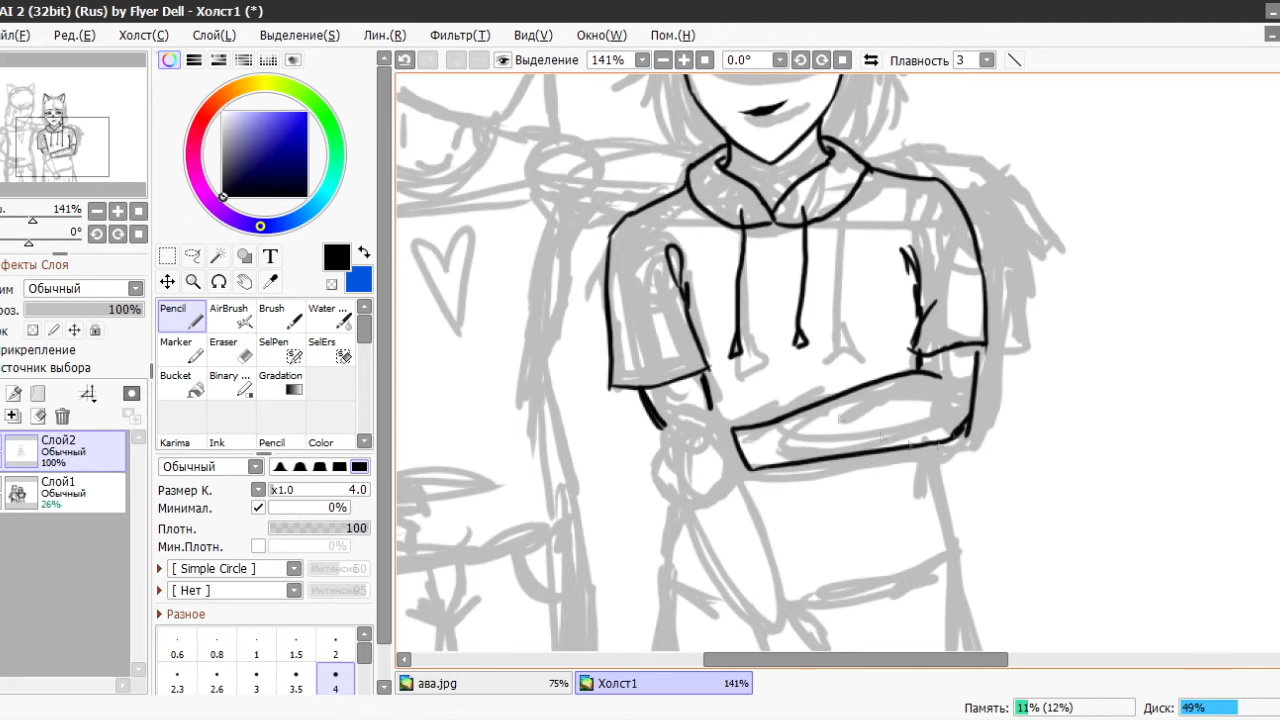 AI 2 (32bit) (Rus) by Flyer Dell - Холст1 (*)
йл(F) Ред.(E) Холст(C) Слой(L) Выделение(S) Лин.(R) Фильтр(T) Вид(V) Окно(W) Пом.(H)
Выделение 141% 0.0° Плавность 3
u. 141%
0°
фекты Слоя
им Обычный
роз. 100%
рикрепление
сточник выбора
Слой2
Обычный
100%
Слой1
Обычный
26%
T
Pencil AirBrush Brush Water
Marker Eraser SelPen SelErs
Bucket Binary Gradation
Karima Pencil Color
Обычный
Размер К. x1.0 4.0
Минимал. 0%
Плотн. 100
Мин.Плотн. 0%
[ Simple Circle ] Интенсив 50
[ Нет ]
Разное
0.6 0.8 1 1.5 2
2.3 2.6 3 3.5 4
ава.jpg 75% Холст1 141%
Память: 11% (12%) Диск: 49%